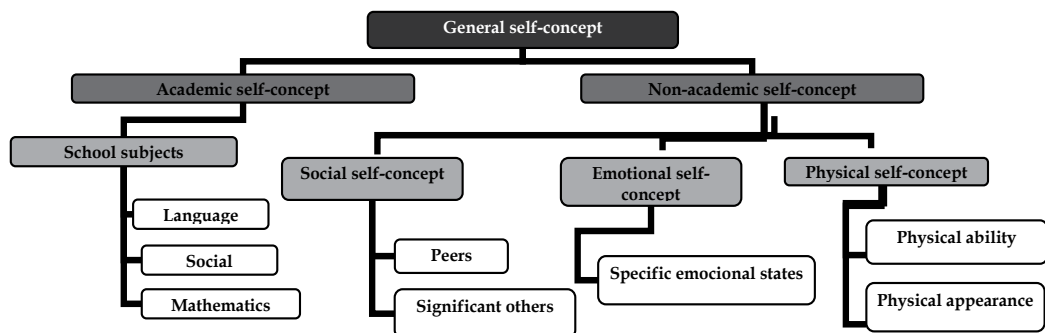 General self-concept
Academic self-concept
Non-academic self-concept
School subjects
Social self-concept
Emotional self-
concept
Physical self-concept
Language
Social
Mathematics
Peers
Significant others
Specific emocional states
Physical ability
Physical appearance